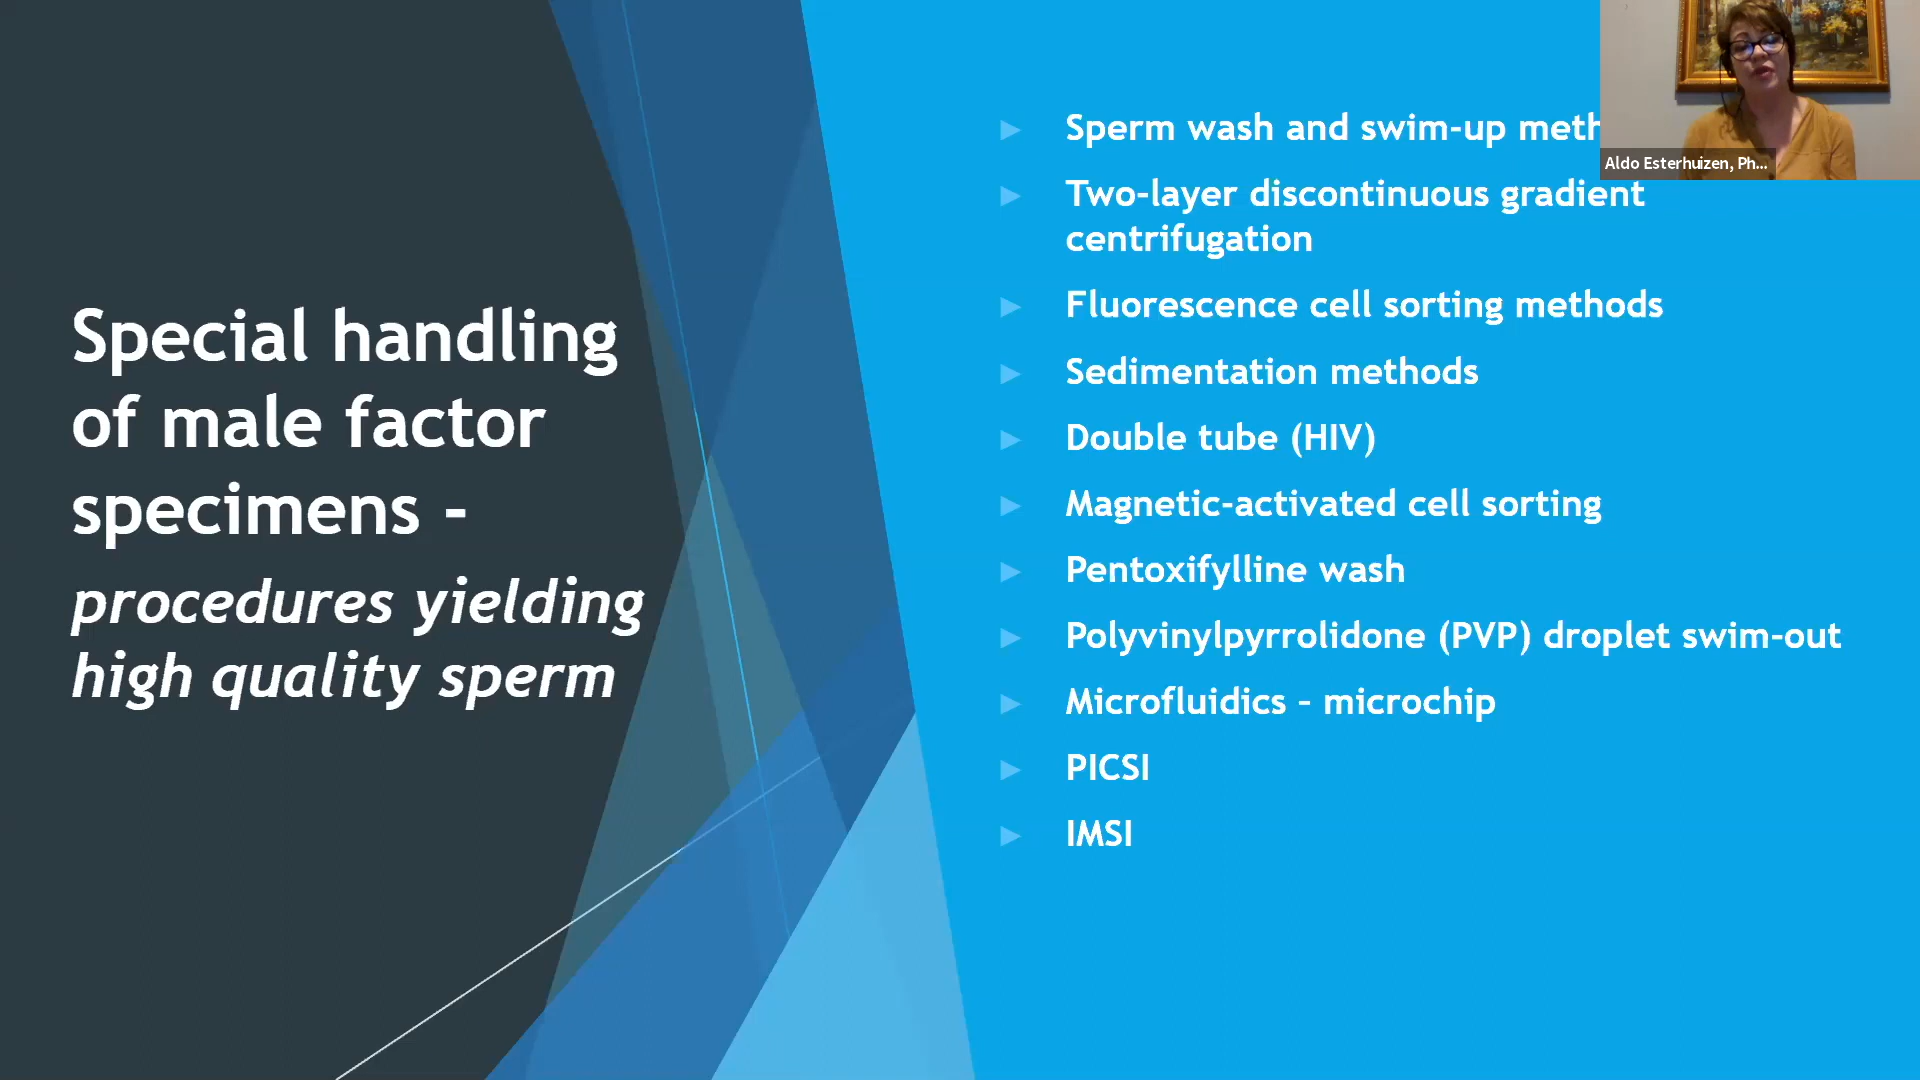 Special handling
of male factor
specimens -
procedures yielding
high quality sperm
Sperm wash and swim-up
Two-layer discontinuous gradient
centrifugation
Fluorescence cell sorting methods
Sedimentation methods
Double tube (HIV)
Magnetic-activated cell sorting
Pentoxifylline wash
Polyvinylpyrrolidone (PVP) droplet swim-out
Microfluidics – microchip
PICSI
IMSI
Aldo Esterhuizen, Ph...